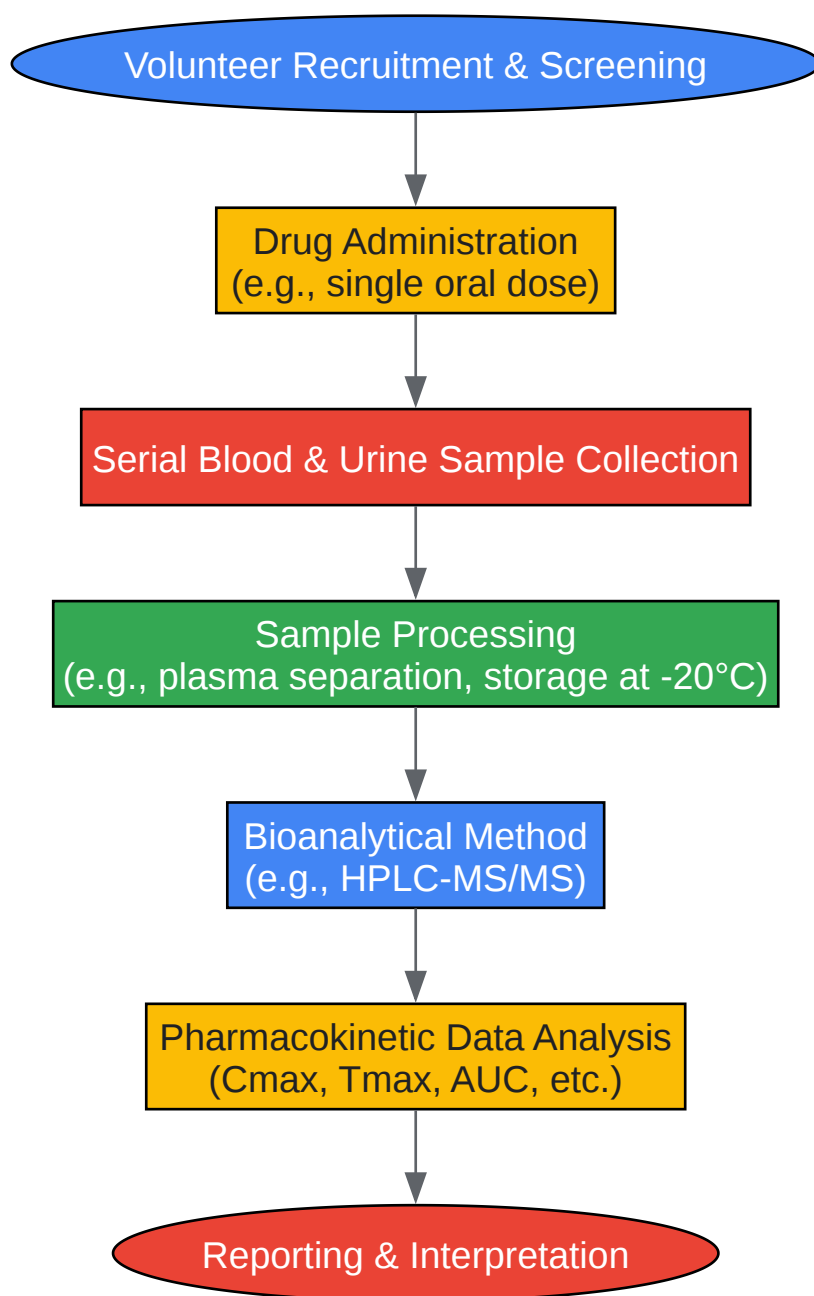 Volunteer Recruitment & Screening
Drug Administration
(e.g., single oral dose)
Serial Blood & Urine Sample Collection
Sample Processing
(e.g., plasma separation, storage at -20°C)
Bioanalytical Method
(e.g., HPLC-MS/MS)
Pharmacokinetic Data Analysis
(Cmax, Tmax, AUC, etc.)
Reporting & Interpretation